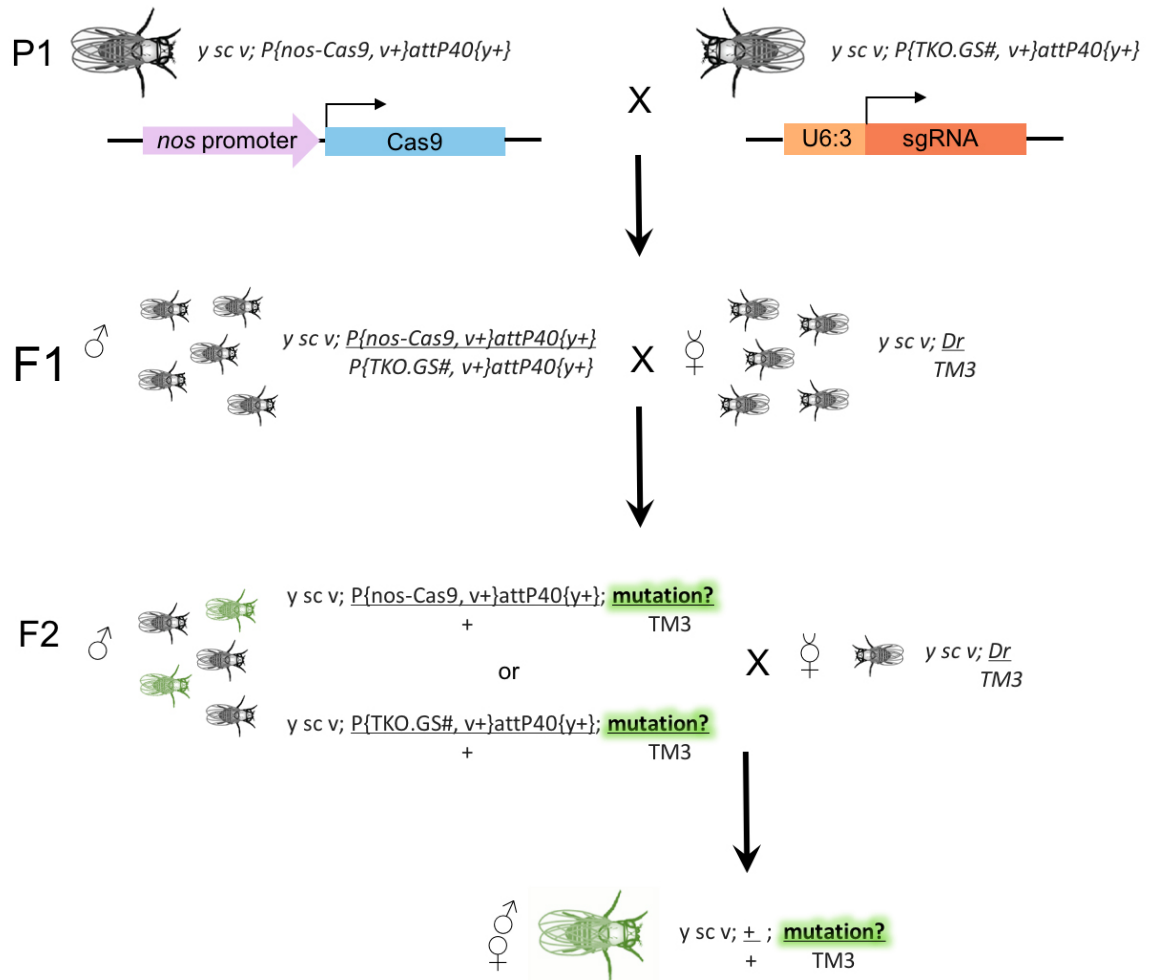 P1
y sc v; P{nos-Cas9, v+}attP40{y+}
y sc v; P{TKO.GS#, v+}attP40{y+}
X
nos promoter
Cas9
U6:3
sgRNA
F1
♂
y sc v; P{nos-Cas9, v+}attP40{y+}
P{TKO.GS#, v+}attP40{y+}
X
y sc v; Dr
TM3
F2
♂
y sc v; P{nos-Cas9, v+}attP40{y+}; mutation?
+ TM3
or
y sc v; P{TKO.GS#, v+}attP40{y+}; mutation?
+ TM3
X
y sc v; Dr
TM3
y sc v; + ; mutation?
+ TM3